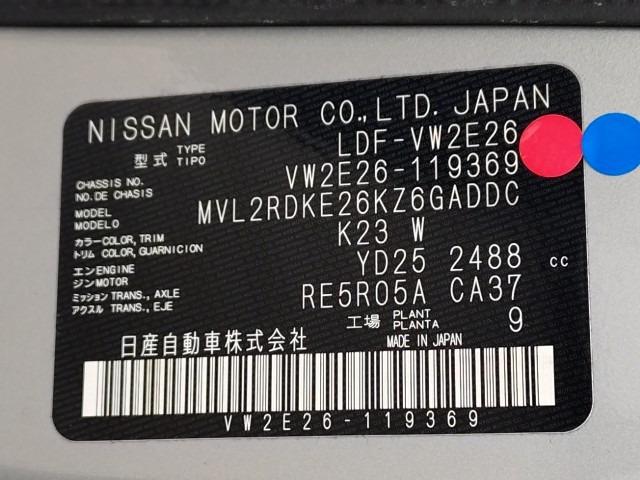 NISSAN MOTOR CO.,LTD. JAPAN
型式 TYPE TIPO LDF-VW2E26
CHASSIS NO. NO. DE CHASIS VW2E26-119369
MODEL MODELO MVL2RDKE26KZ6GADDC
カラー COLOR, TRIM トリム COLOR, GUARNICION K23 W
エンジン ENGINE MOTOR YD25 2488 cc
ミッション TRANS., AXLE アクスル TRANS., EJE RE5R05A CA37
工場 PLANT PLANTA 9
日産自動車株式会社 MADE IN JAPAN
VW2E26-119369